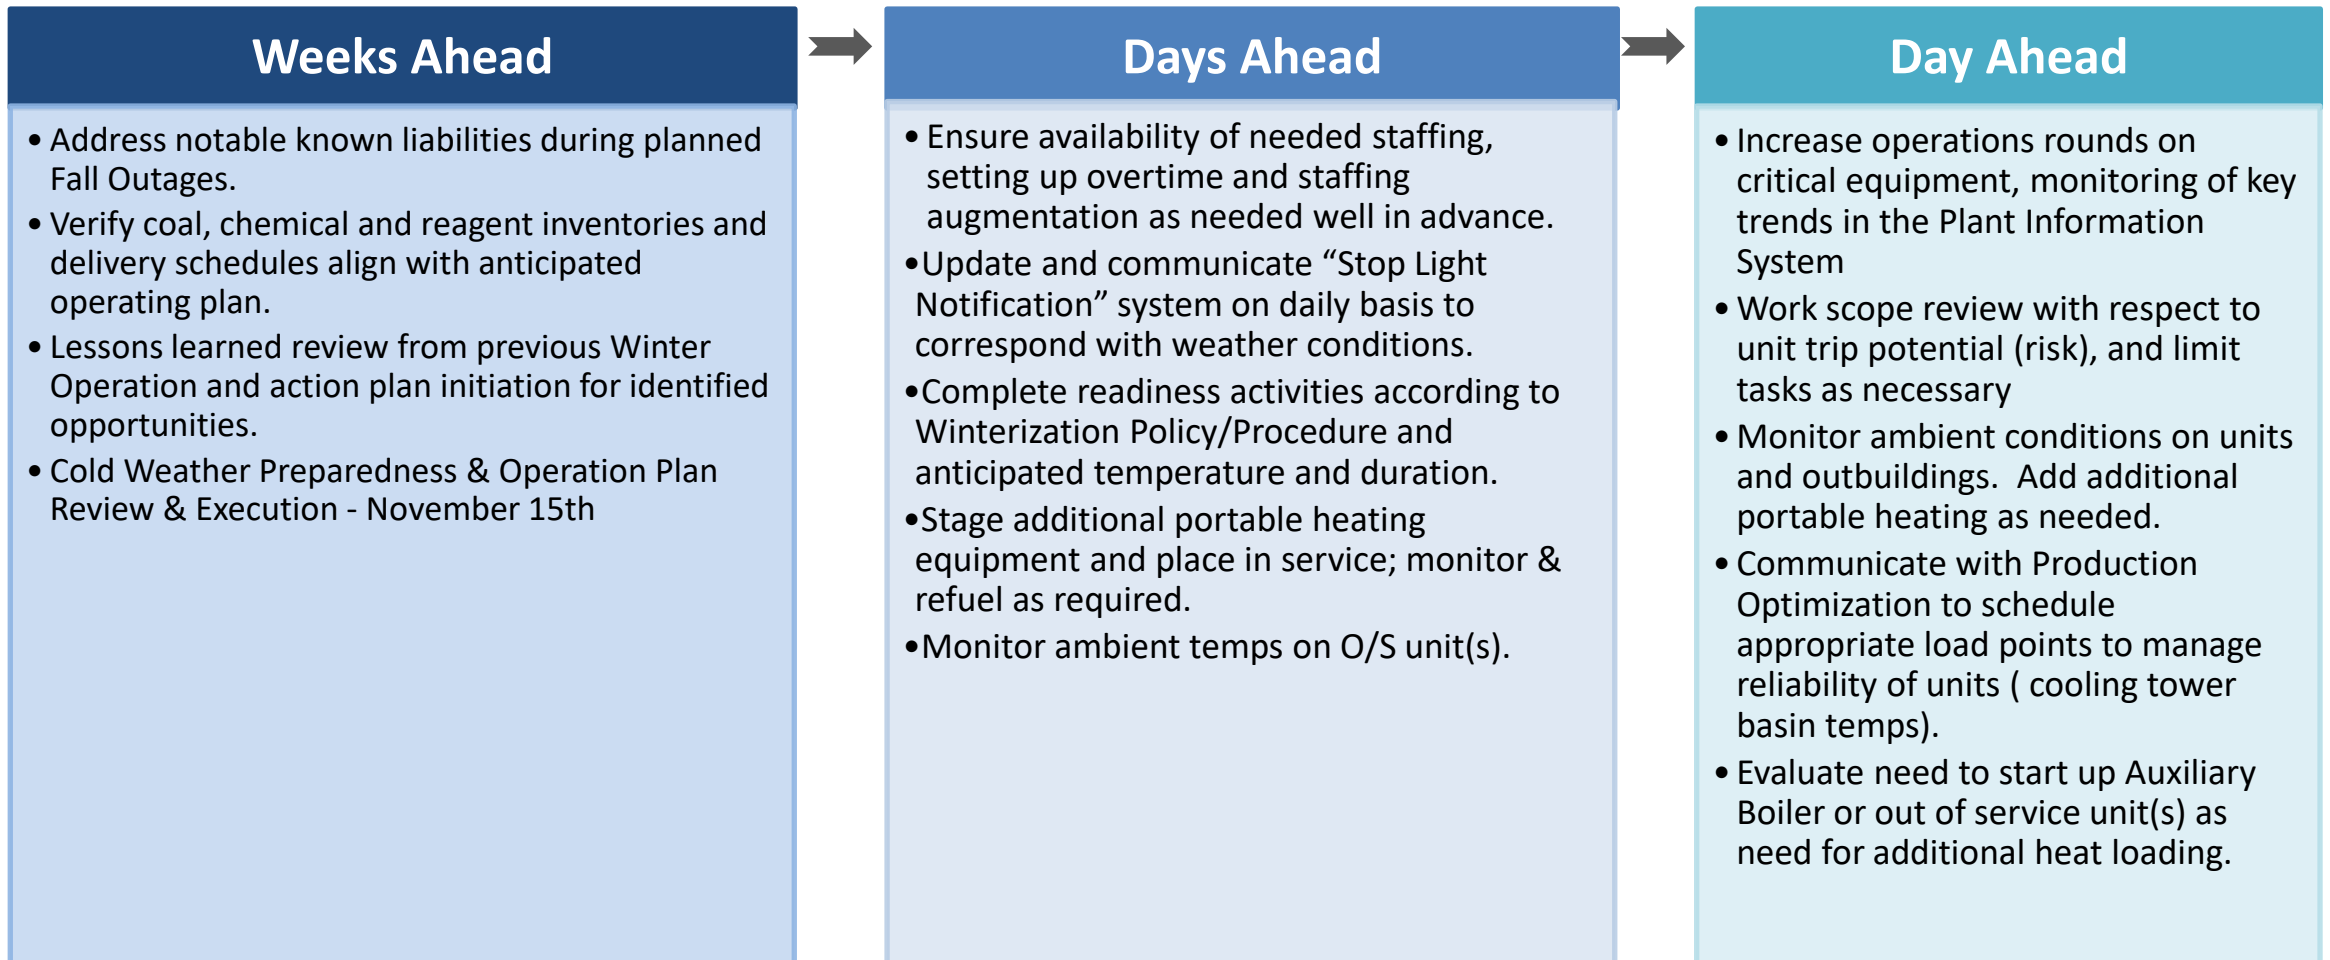 Weeks Ahead
• Address notable known liabilities during planned
Fall Outages.
• Verify coal, chemical and reagent inventories and
delivery schedules align with anticipated
operating plan.
• Lessons learned review from previous Winter
Operation and action plan initiation for identified
opportunities.
• Cold Weather Preparedness & Operation Plan
Review & Execution - November 15th
Days Ahead
• Ensure availability of needed staffing,
setting up overtime and staffing
augmentation as needed well in advance.
•Update and communicate “Stop Light
Notification” system on daily basis to
correspond with weather conditions.
•Complete readiness activities according to
Winterization Policy/Procedure and
anticipated temperature and duration.
•Stage additional portable heating
equipment and place in service; monitor &
refuel as required.
•Monitor ambient temps on O/S unit(s).
Day Ahead
• Increase operations rounds on
critical equipment, monitoring of key
trends in the Plant Information
System
• Work scope review with respect to
unit trip potential (risk), and limit
tasks as necessary
• Monitor ambient conditions on units
and outbuildings.  Add additional
portable heating as needed.
• Communicate with Production
Optimization to schedule
appropriate load points to manage
reliability of units ( cooling tower
basin temps).
• Evaluate need to start up Auxiliary
Boiler or out of service unit(s) as
need for additional heat loading.